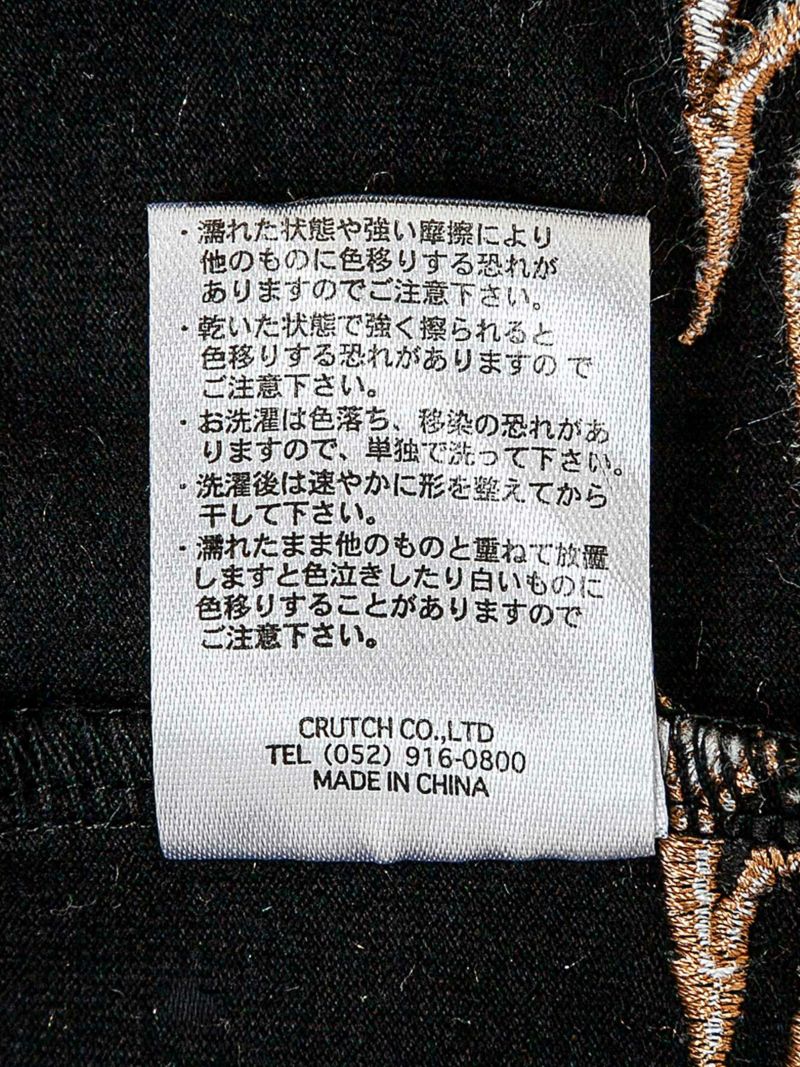 ・濡れた状態や強い摩擦により
他のものに色移りする恐れが
ありますのでご注意下さい。
・乾いた状態で強く擦られると
色移りする恐れがありますの で
ご注意下さい。
・お洗濯は色落ち、移染の恐れがあ
りますので、単独で洗って下さい。
・洗濯後は速やかに形を整えてから
干して下さい。
・濡れたまま他のものと重ねて放置
しますと色泣きしたり白いものに
色移りすることがありますので
ご注意下さい。
CRUTCH CO.,LTD
TEL (052) 916-0800
MADE IN CHINA